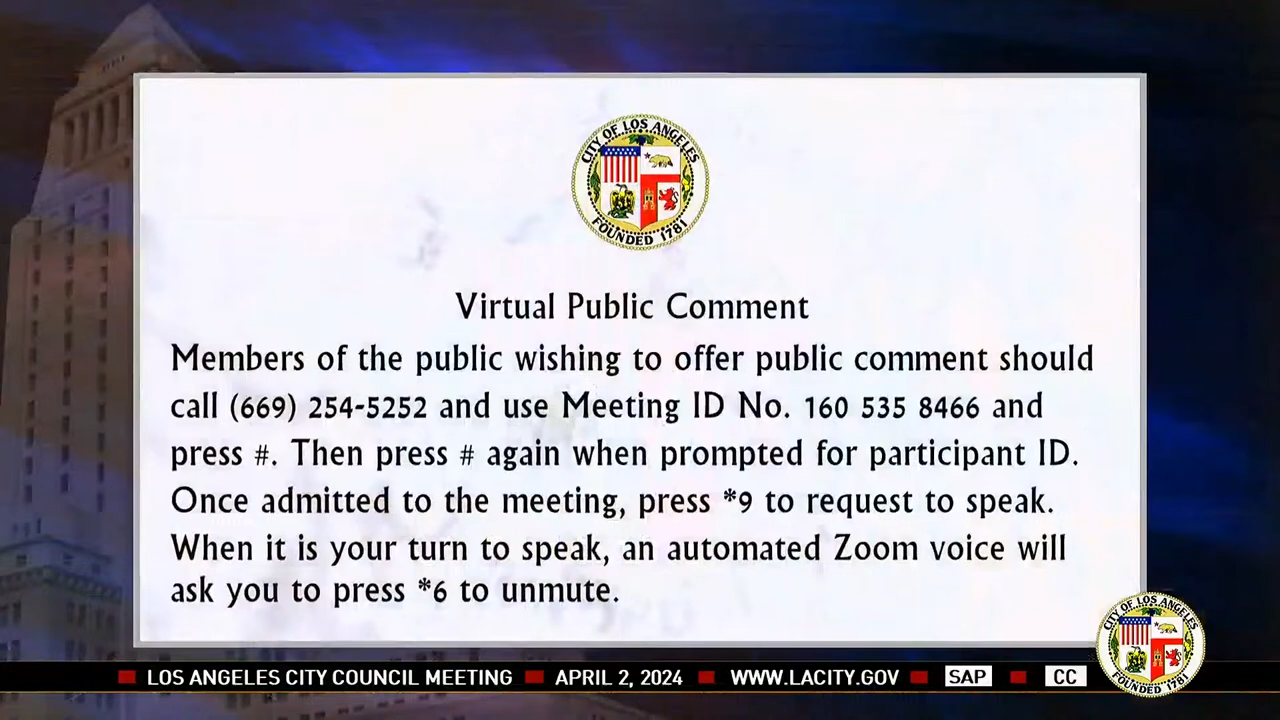 CITY OF LOS ANGELES
FOUNDED 1781
Virtual Public Comment
Members of the public wishing to offer public comment should
call (669) 254-5252 and use Meeting ID No. 160 535 8466 and
press #. Then press # again when prompted for participant ID.
Once admitted to the meeting, press *9 to request to speak.
When it is your turn to speak, an automated Zoom voice will
ask you to press *6 to unmute.
LOS ANGELES CITY COUNCIL MEETING APRIL 2, 2024 WWW.LACITY.GOV SAP CC
CITY OF LOS ANGELES
FOUNDED 1781